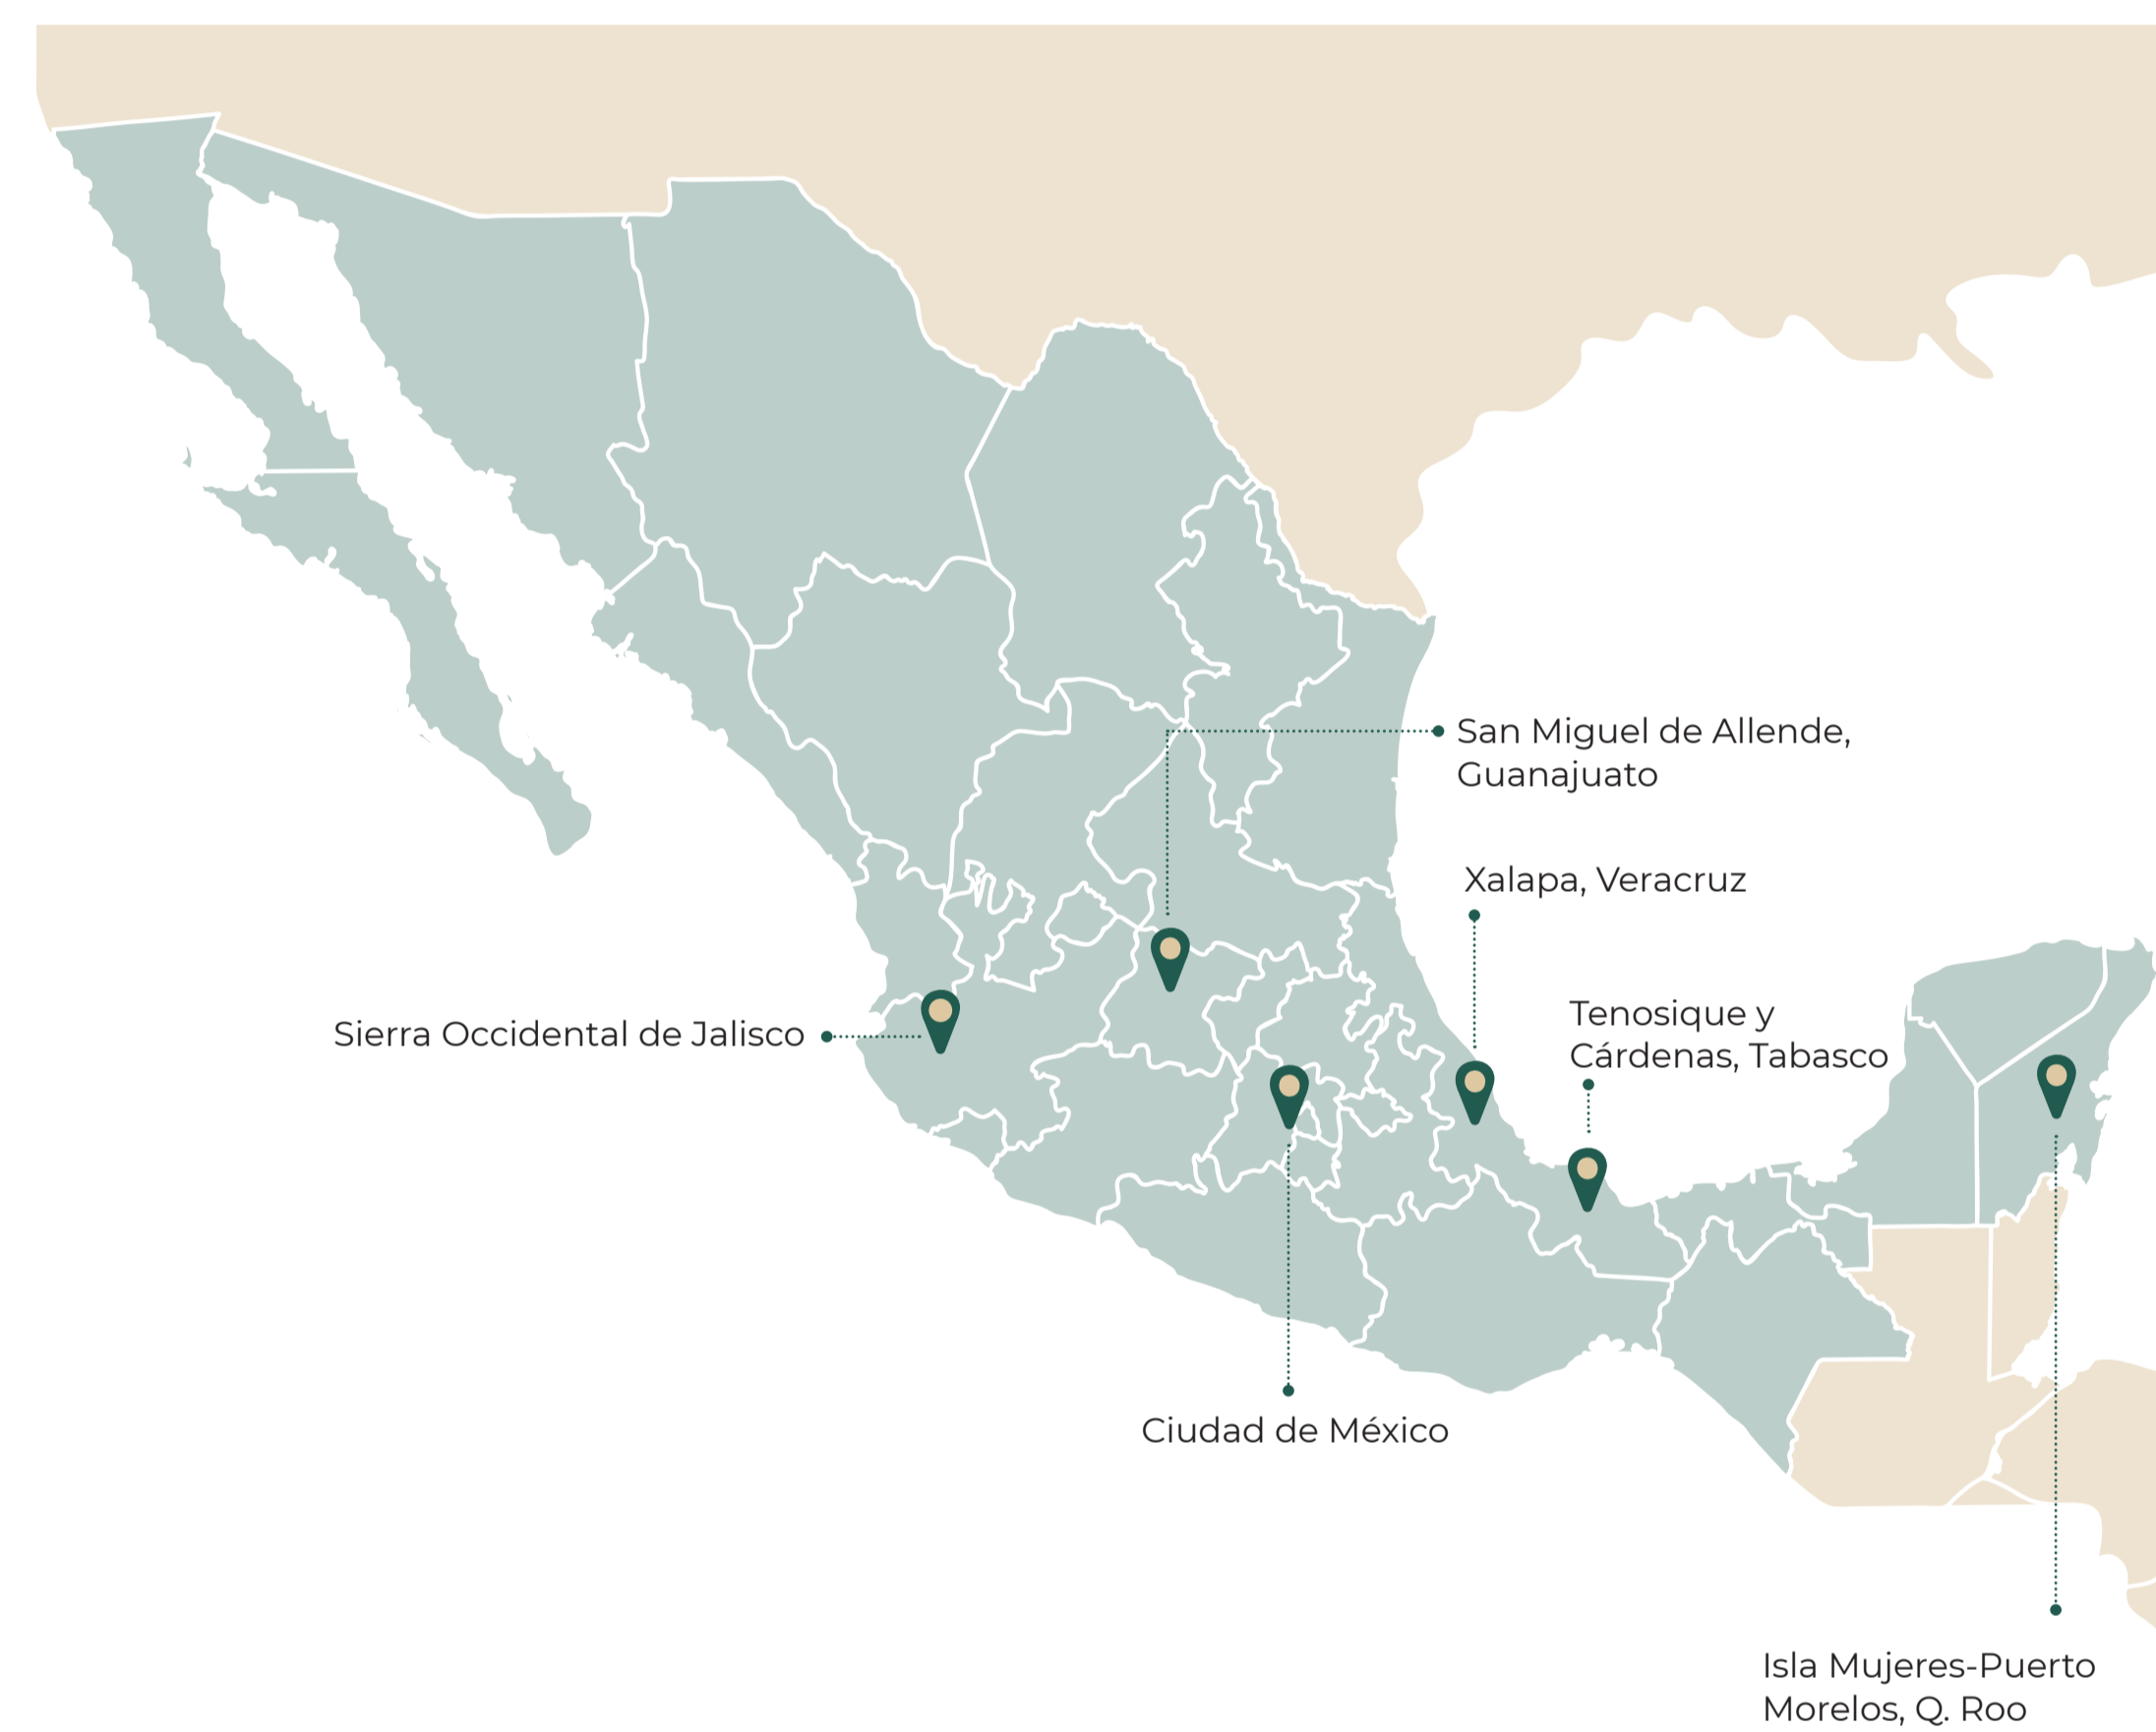 San Miguel de Allende,
Guanajuato
Xalapa, Veracruz
Tenosique y
Cárdenas, Tabasco
Sierra Occidental de Jalisco
Ciudad de México
Isla Mujeres-Puerto
Morelos, Q. Roo